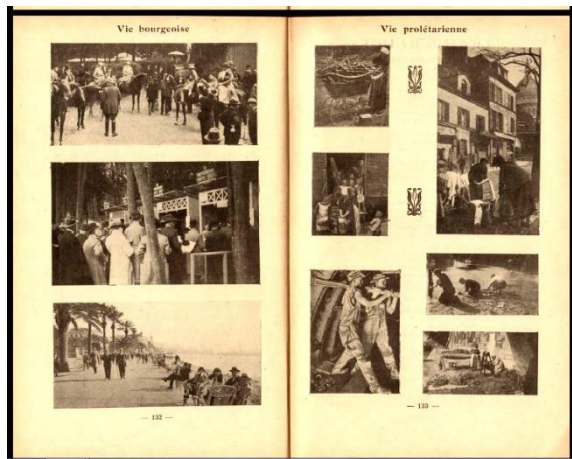 Vie bourgeoise
— 132 —
Vie prolétarienne
— 133 —